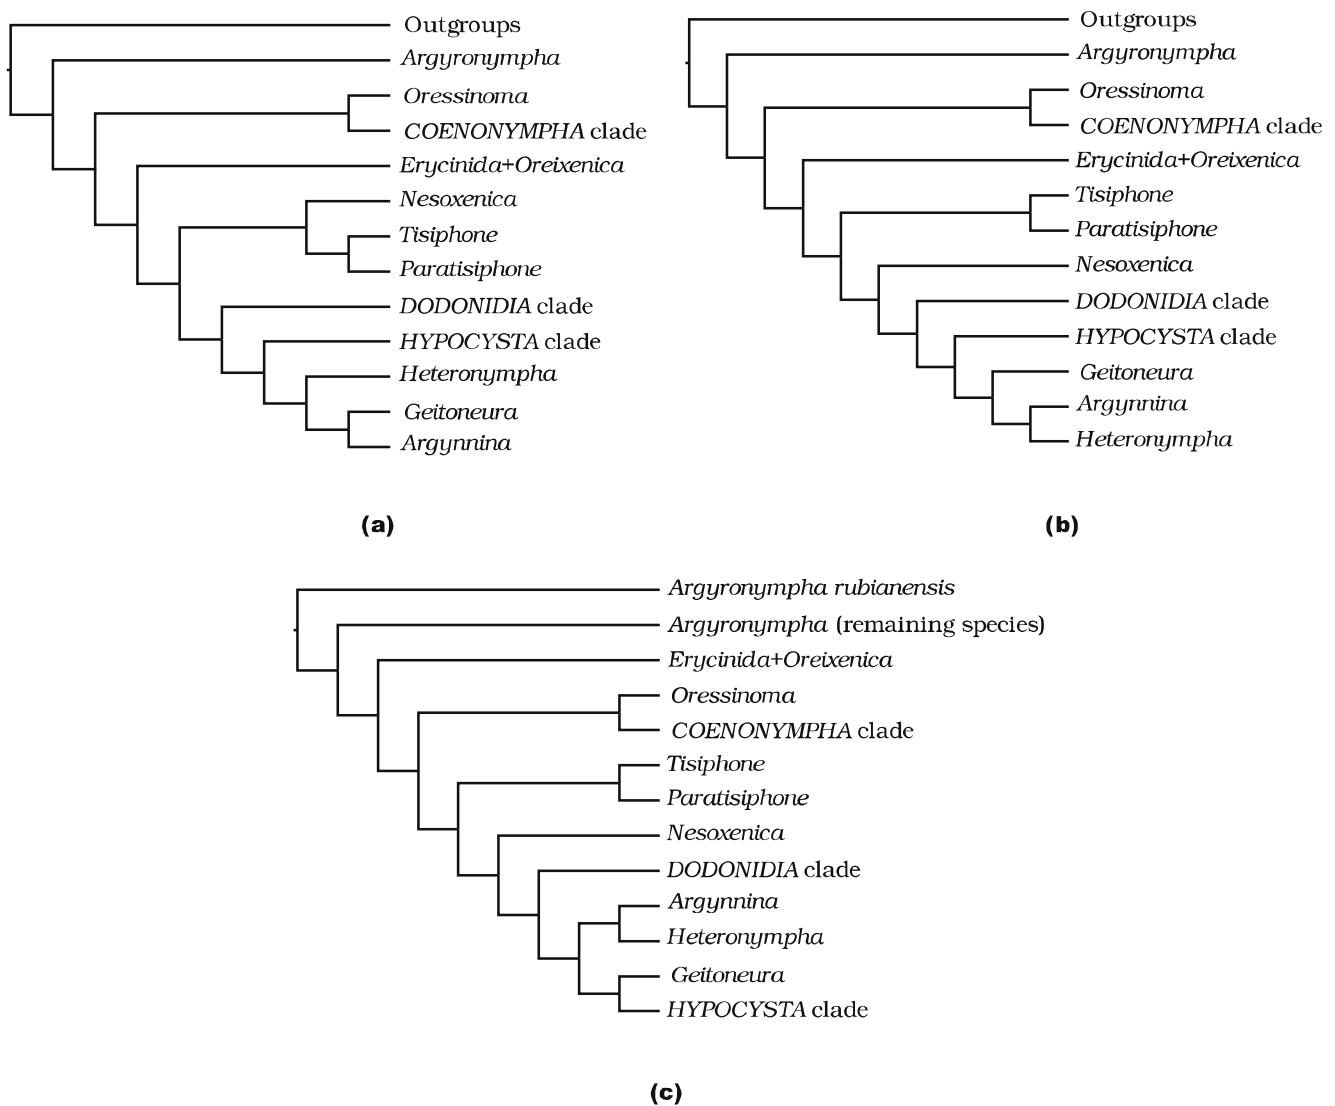 Outgroups
Argyronympha
Oressinoma
COENONYMPHA clade
Erycinida+Oreixenica
Nesoxenica
Tisiphone
Paratisiphone
DODONIDIA clade
HYPOCYSTA clade
Heteronympha
Geitoneura
Argynnina
(a)
Outgroups
Argyronympha
Oressinoma
COENONYMPHA clade
Erycinida+Oreixenica
Tisiphone
Paratisiphone
Nesoxenica
DODONIDIA clade
HYPOCYSTA clade
Geitoneura
Argynnina
Heteronympha
(b)
Argyronympha rubianensis
Argyronympha (remaining species)
Erycinida+Oreixenica
Oressinoma
COENONYMPHA clade
Tisiphone
Paratisiphone
Nesoxenica
DODONIDIA clade
Argynnina
Heteronympha
Geitoneura
HYPOCYSTA clade
(c)